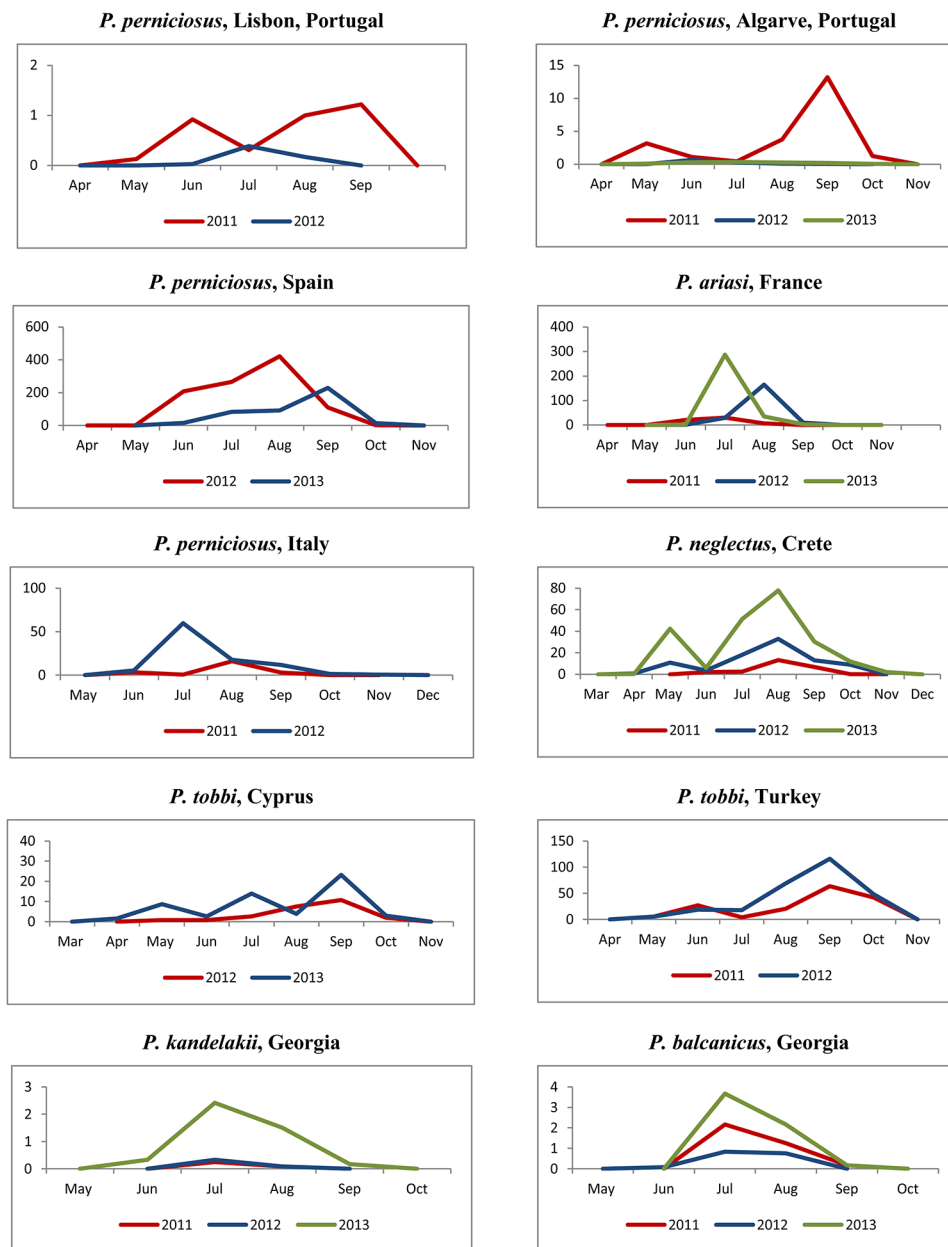 P. perniciosus, Lisbon, Portugal
2
1
0
Apr May Jun Jul Aug Sep
2011 2012
P. perniciosus, Algarve, Portugal
15
10
5
0
Apr May Jun Jul Aug Sep Oct Nov
2011 2012 2013
P. perniciosus, Spain
600
400
200
0
Apr May Jun Jul Aug Sep Oct Nov
2012 2013
P. ariasi, France
400
300
200
100
0
Apr May Jun Jul Aug Sep Oct Nov
2011 2012 2013
P. perniciosus, Italy
100
50
0
May Jun Jul Aug Sep Oct Nov Dec
2011 2012
P. neglectus, Crete
80
60
40
20
0
Mar Apr May Jun Jul Aug Sep Oct Nov Dec
2011 2012 2013
P. tobbi, Cyprus
40
30
20
10
0
Mar Apr May Jun Jul Aug Sep Oct Nov
2012 2013
P. tobbi, Turkey
150
100
50
0
Apr May Jun Jul Aug Sep Oct Nov
2011 2012
P. kandelakii, Georgia
3
2
1
0
May Jun Jul Aug Sep Oct
2011 2012 2013
P. balcanicus, Georgia
4
3
2
1
0
May Jun Jul Aug Sep Oct
2011 2012 2013